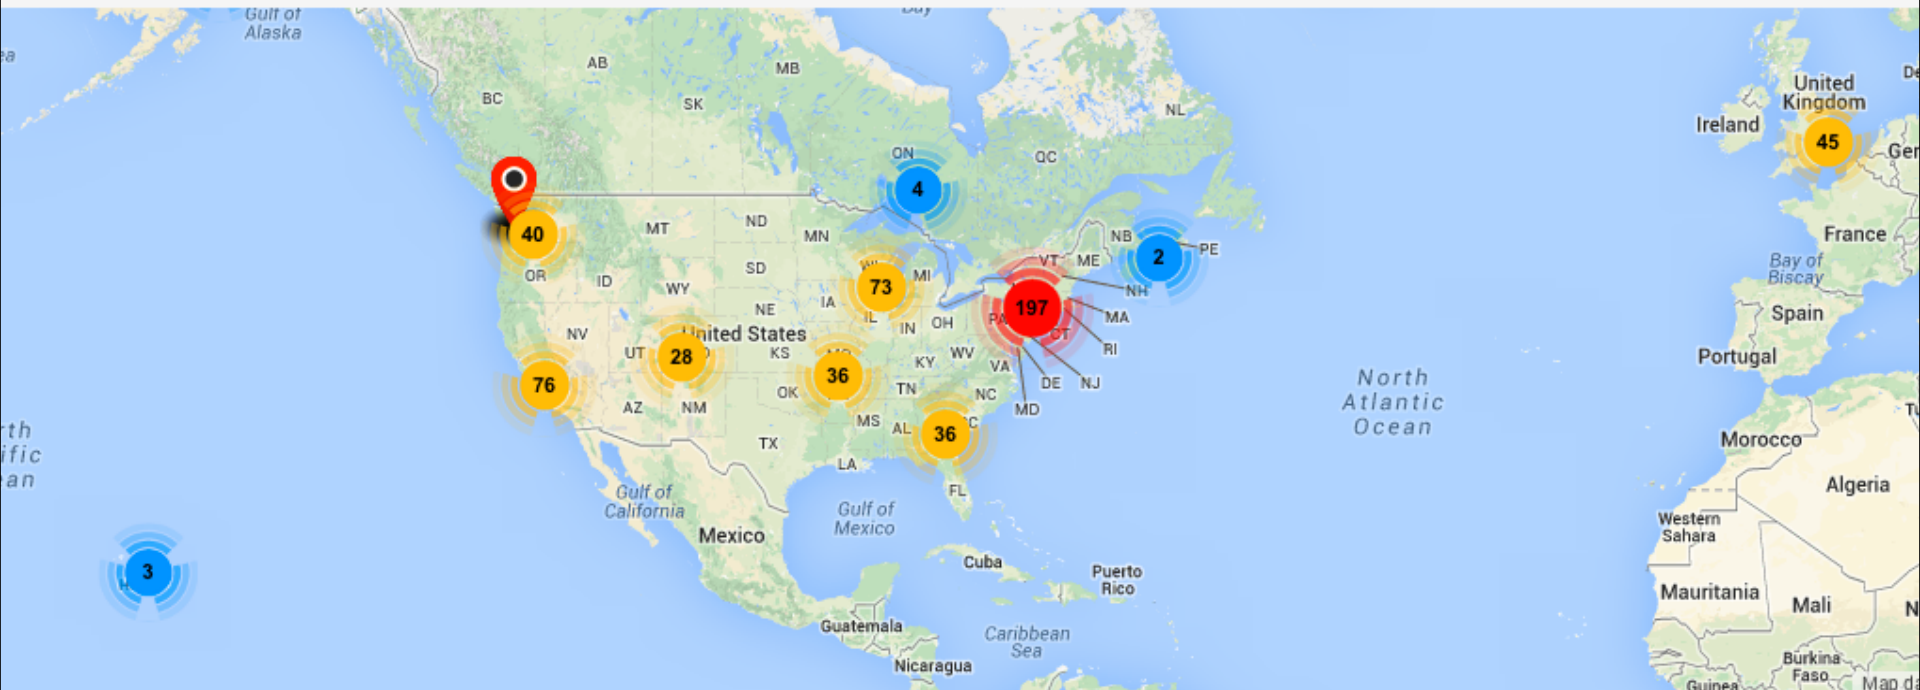 Gulf of
Alaska
AB
MB
BC
SK
NL
United
Kingdom
Ireland
45
ON
QC
4
40
MT
ND
MN
NB
PE
2
France
VT
ME
OR
ID
SD
WI
MI
Bay of
Biscay
WY
73
NH
IA
NE
197
IL
IN
OH
PA
MA
Spain
NV
United States
CT
RI
UT
28
KS
MO
KY
WV
VA
Portugal
76
36
OK
TN
NC
DE
NJ
North
Atlantic
Ocean
AZ
NM
MD
MS
AL
36
TX
Morocco
LA
FL
Algeria
Gulf of
California
Gulf of
Mexico
Western
Sahara
Mexico
Cuba
3
Puerto
Rico
Mauritania
Mali
Guatemala
Caribbean
Sea
Nicaragua
Burkina
Faso
Guinea
Map da